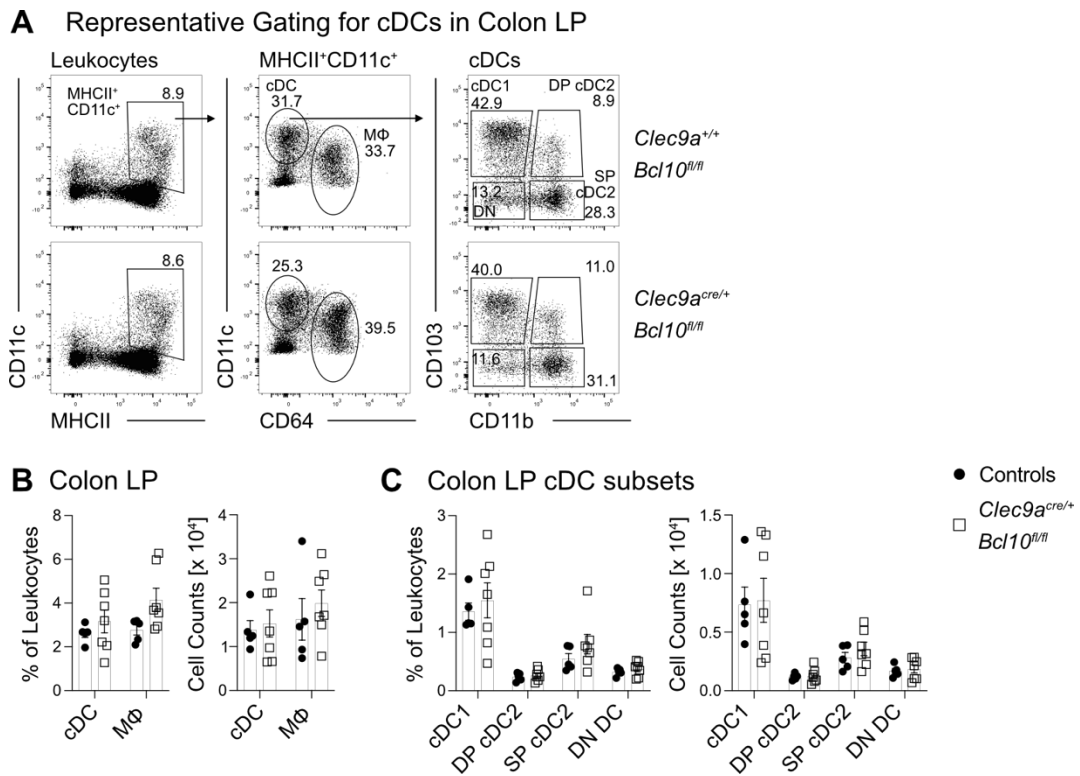 A Representative Gating for cDCs in Colon LP
Leukocytes
MHCII⁺CD11c⁺
cDCs
MHCII⁺
CD11c⁺
8.9
cDC
31.7
MΦ
33.7
cDC1
42.9
DP cDC2
8.9
SP
cDC2
28.3
13.2
DN
Clec9a⁺/⁺
Bcl10ᶠˡ/ᶠˡ
8.6
25.3
39.5
40.0
11.0
11.6
31.1
Clec9aᶜʳᵉ/⁺
Bcl10ᶠˡ/ᶠˡ
CD11c
MHCII
CD11c
CD64
CD103
CD11b
B Colon LP
% of Leukocytes
8
6
4
2
0
cDC
MΦ
Cell Counts [x 10⁴]
4
3
2
1
0
cDC
MΦ
C Colon LP cDC subsets
% of Leukocytes
3
2
1
0
cDC1
DP cDC2
SP cDC2
DN DC
Cell Counts [x 10⁴]
1.5
1.0
0.5
0.0
cDC1
DP cDC2
SP cDC2
DN DC
Controls
Clec9aᶜʳᵉ/⁺
Bcl10ᶠˡ/ᶠˡ